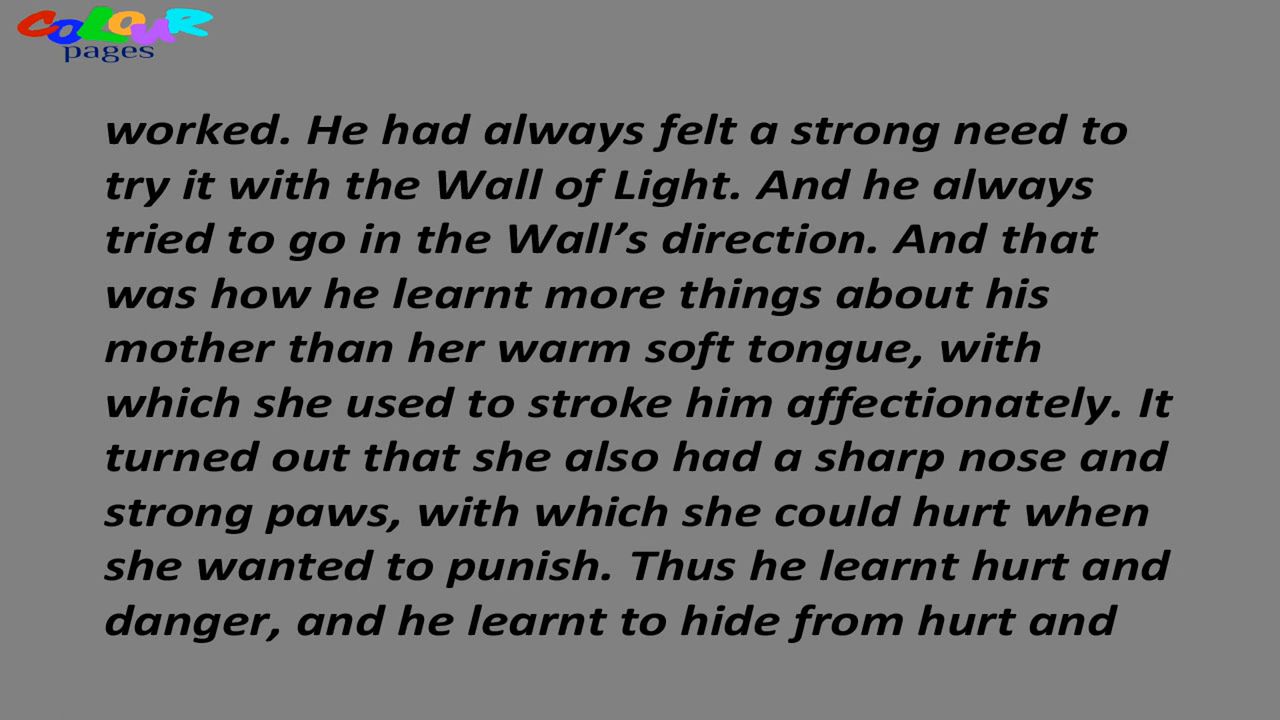 COLOUR
pages
worked. He had always felt a strong need to
try it with the Wall of Light. And he always
tried to go in the Wall’s direction. And that
was how he learnt more things about his
mother than her warm soft tongue, with
which she used to stroke him affectionately. It
turned out that she also had a sharp nose and
strong paws, with which she could hurt when
she wanted to punish. Thus he learnt hurt and
danger, and he learnt to hide from hurt and